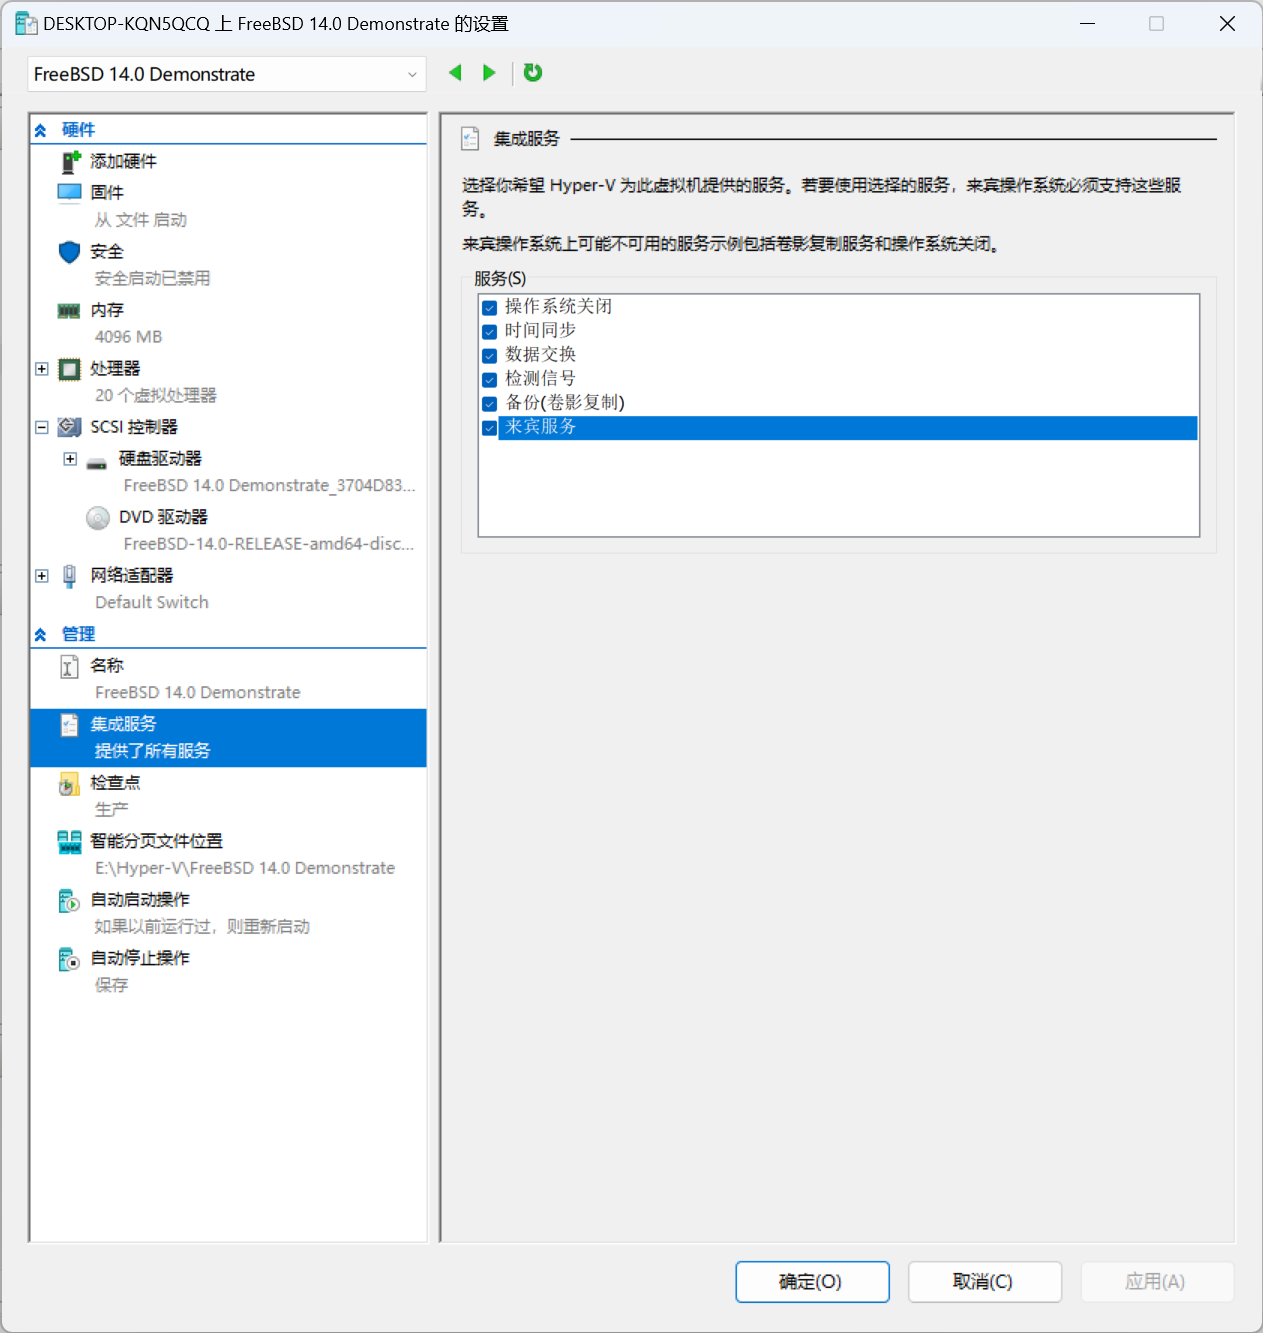 DESKTOP-KQN5QCQ 上 FreeBSD 14.0 Demonstrate 的设置
FreeBSD 14.0 Demonstrate
硬件
添加硬件
固件
从 文件 启动
安全
安全启动已禁用
内存
4096 MB
处理器
20 个虚拟处理器
SCSI 控制器
硬盘驱动器
FreeBSD 14.0 Demonstrate_3704D83...
DVD 驱动器
FreeBSD-14.0-RELEASE-amd64-disc...
网络适配器
Default Switch
管理
名称
FreeBSD 14.0 Demonstrate
集成服务
提供了所有服务
检查点
生产
智能分页文件位置
E:\Hyper-V\FreeBSD 14.0 Demonstrate
自动启动操作
如果以前运行过，则重新启动
自动停止操作
保存
集成服务
选择你希望 Hyper-V 为此虚拟机提供的服务。若要使用选择的服务，来宾操作系统必须支持这些服
务。
来宾操作系统上可能不可用的服务示例包括卷影复制服务和操作系统关闭。
服务(S)
操作系统关闭
时间同步
数据交换
检测信号
备份(卷影复制)
来宾服务
确定(O)
取消(C)
应用(A)